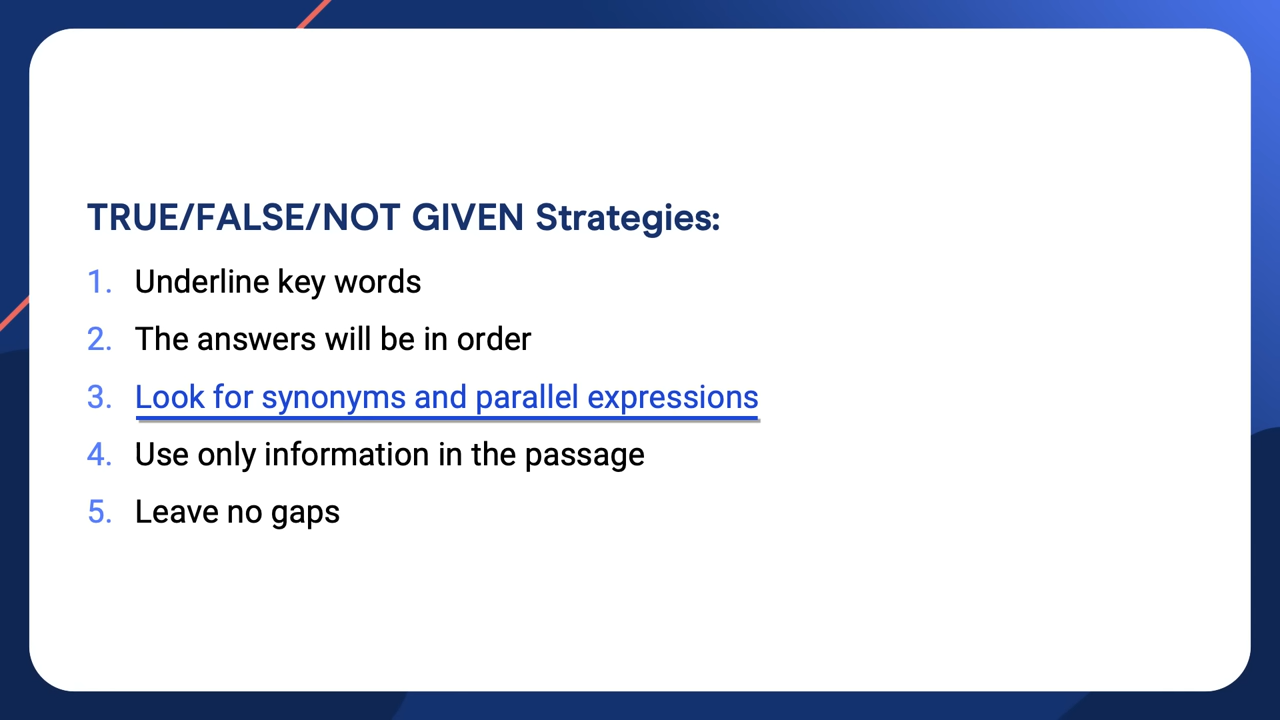 TRUE/FALSE/NOT GIVEN Strategies:
1. Underline key words
2. The answers will be in order
3. Look for synonyms and parallel expressions
4. Use only information in the passage
5. Leave no gaps